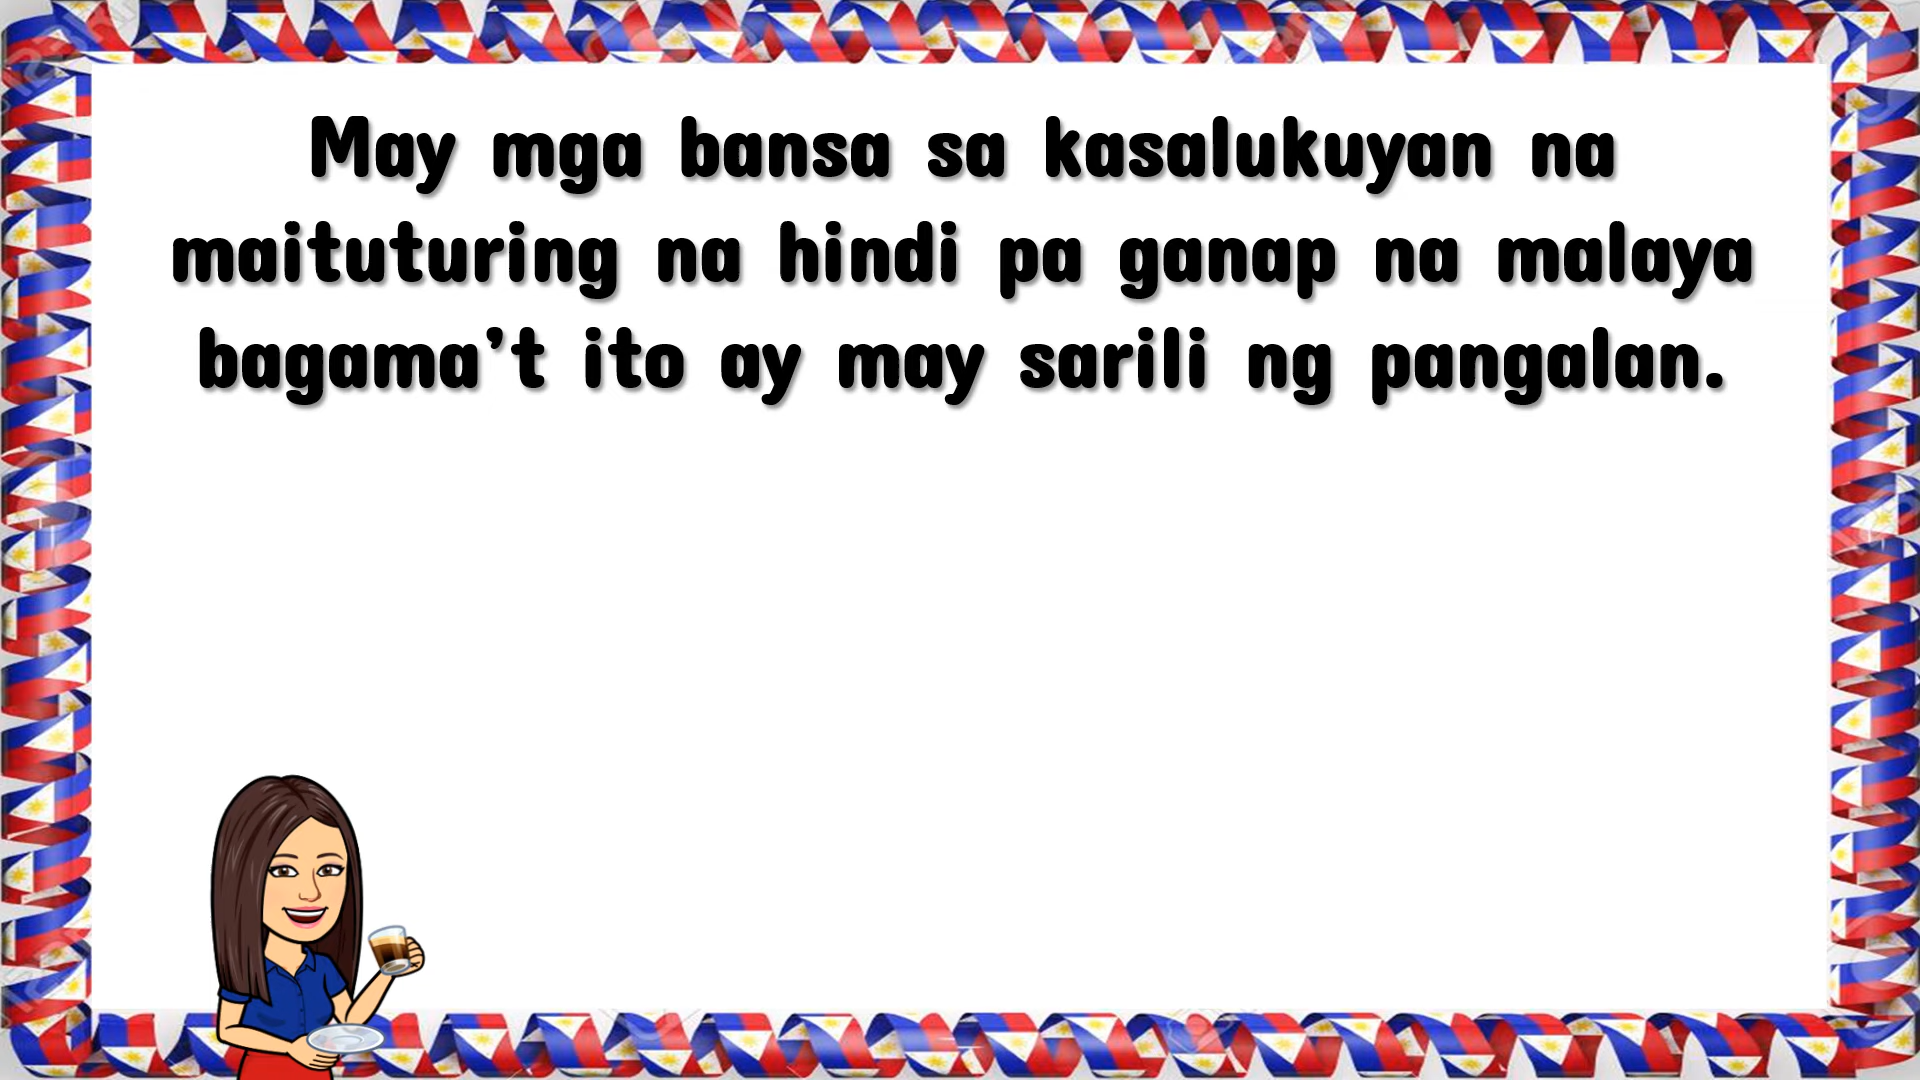 May mga bansa sa kasalukuyan na
maituturing na hindi pa ganap na malaya
bagama’t ito ay may sarili ng pangalan.